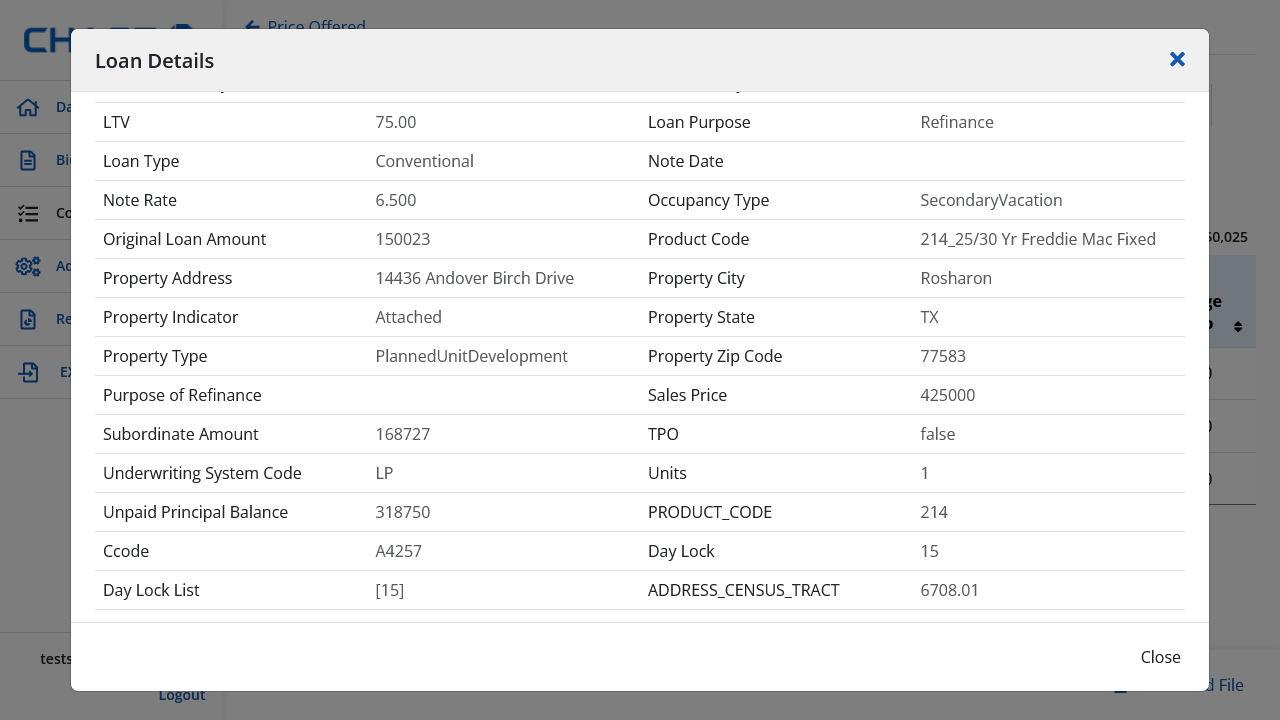 Price Offered
Loan Details
LTV 75.00 Loan Purpose Refinance
Loan Type Conventional Note Date
Note Rate 6.500 Occupancy Type SecondaryVacation
Original Loan Amount 150023 Product Code 214_25/30 Yr Freddie Mac Fixed
Property Address 14436 Andover Birch Drive Property City Rosharon
Property Indicator Attached Property State TX
Property Type PlannedUnitDevelopment Property Zip Code 77583
Purpose of Refinance Sales Price 425000
Subordinate Amount 168727 TPO false
Underwriting System Code LP Units 1
Unpaid Principal Balance 318750 PRODUCT_CODE 214
Ccode A4257 Day Lock 15
Day Lock List [15] ADDRESS_CENSUS_TRACT 6708.01
Close
Logout
File